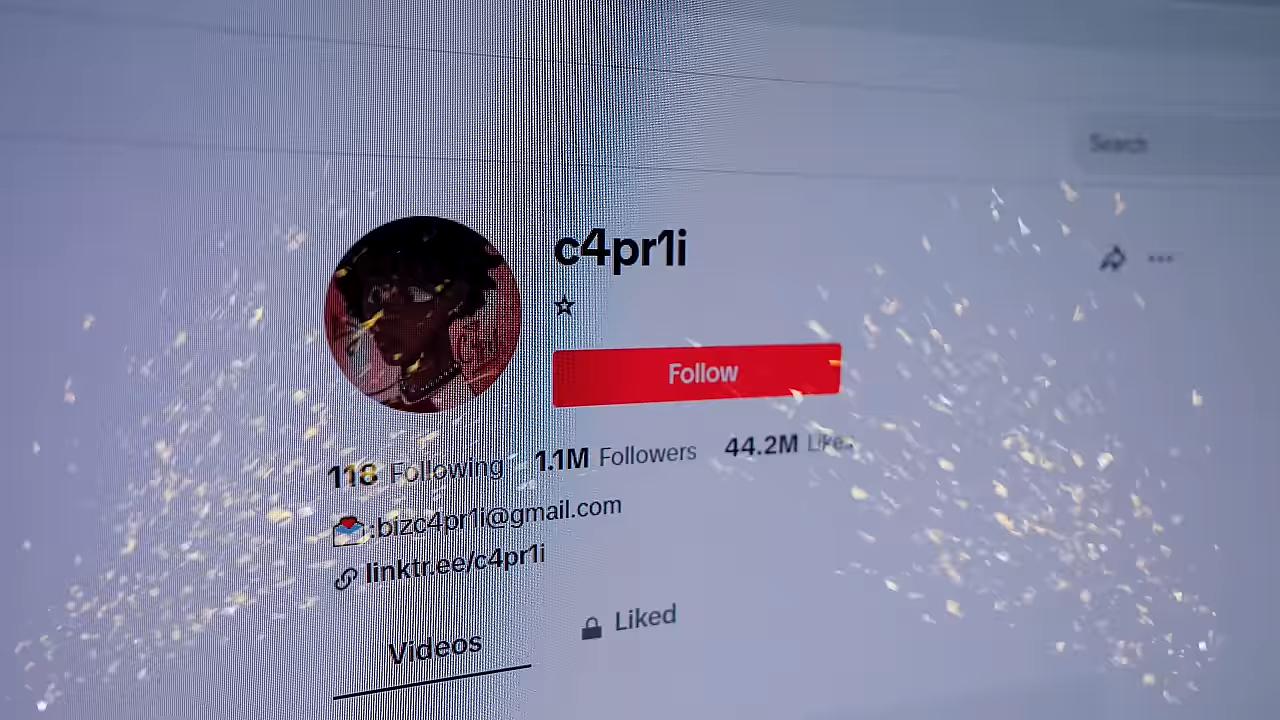 Search
c4pr1i
☆
Follow
118 Following 1.1M Followers 44.2M Likes
:bizc4pr1i@gmail.com
linktr.ee/c4pr1i
Videos Liked